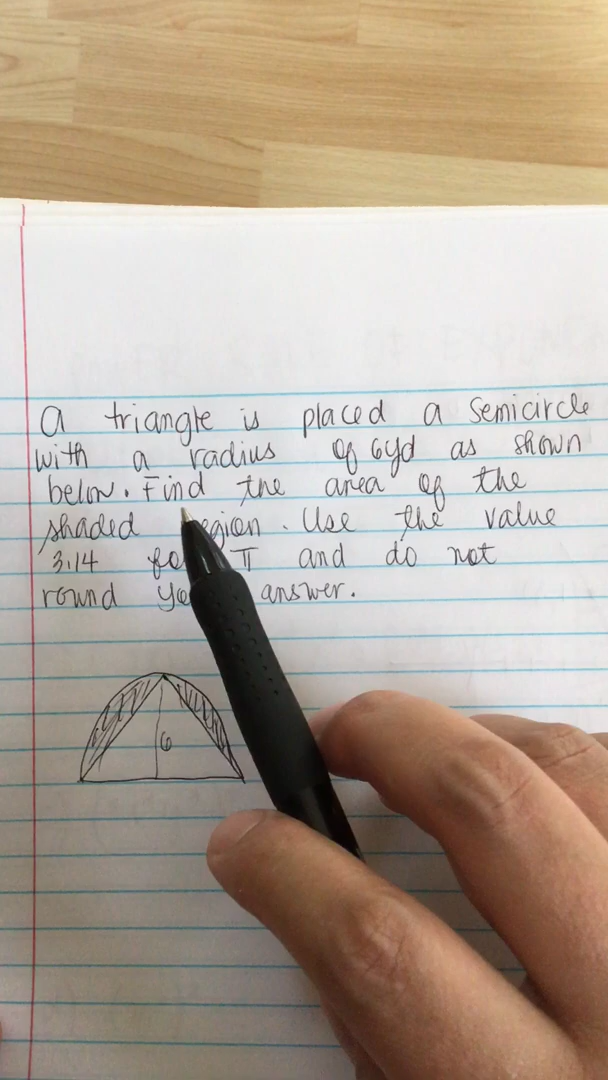 A triangle is placed a semicircle
with a radius of 6yd as shown
below. Find the area of the
shaded region. Use the value
3.14 π and do not
round answer.
6